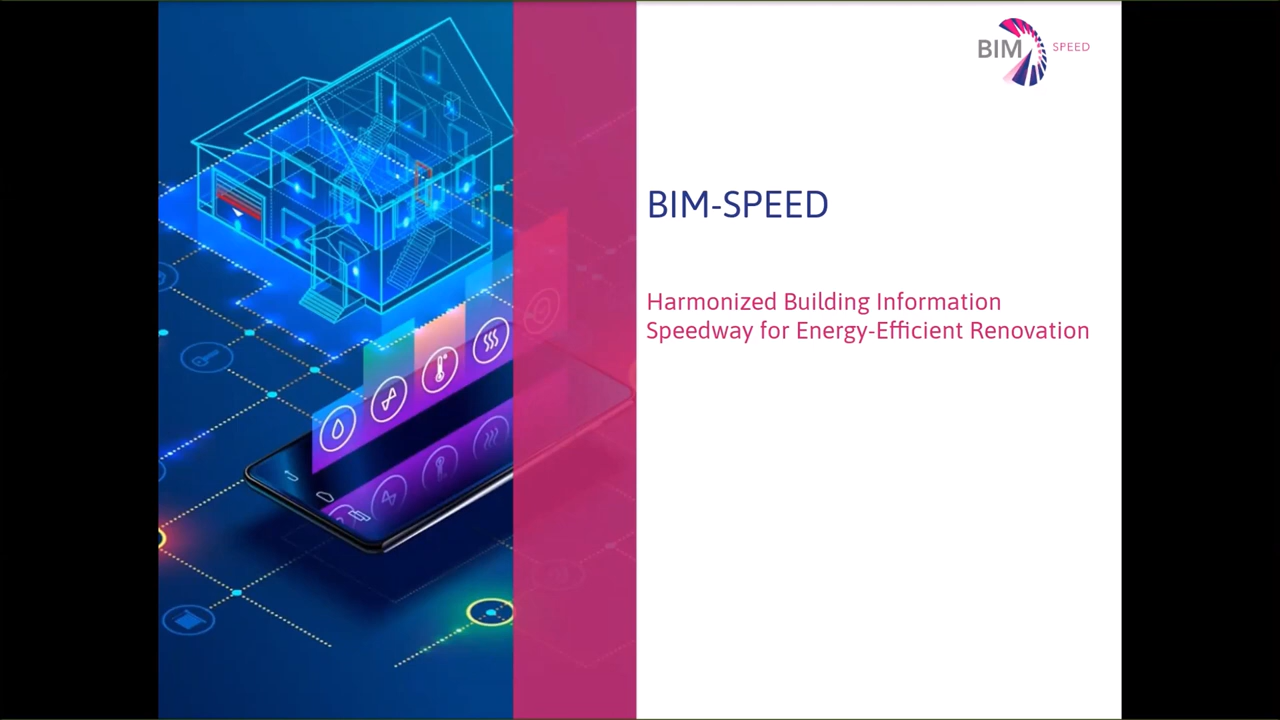 BIM SPEED
BIM-SPEED
Harmonized Building Information
Speedway for Energy-Efficient Renovation